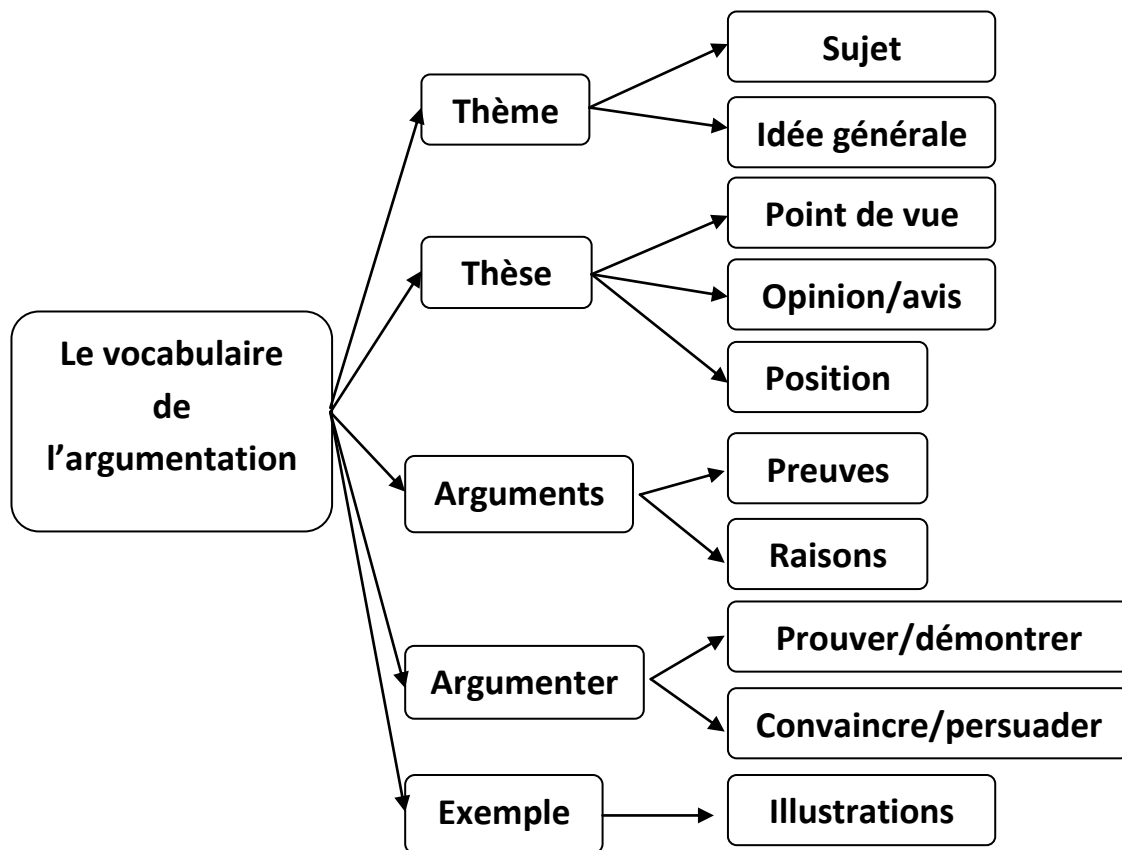 Le vocabulaire
de
l’argumentation
Thème
Sujet
Idée générale
Thèse
Point de vue
Opinion/avis
Position
Arguments
Preuves
Raisons
Argumenter
Prouver/démontrer
Convaincre/persuader
Exemple
Illustrations